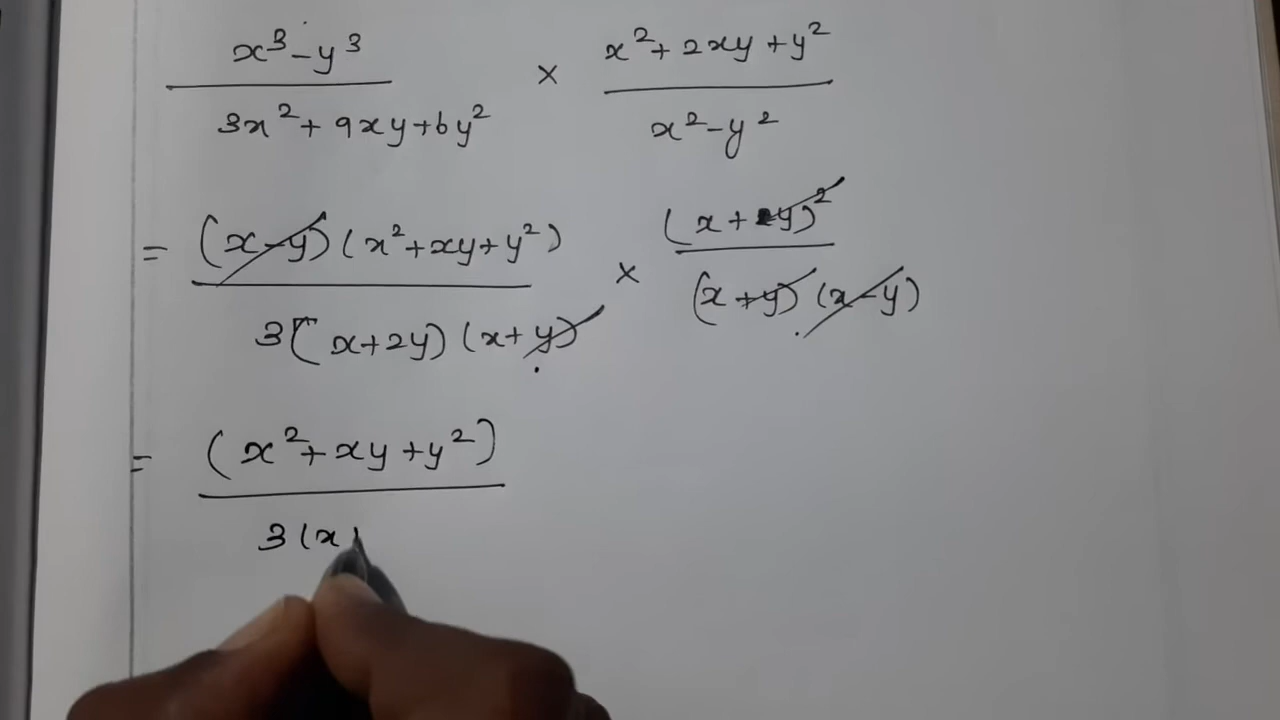 x³-y³ / 3x²+9xy+6y² × x²+2xy+y² / x²-y²
= (x-y)(x²+xy+y²) / 3[(x+2y)(x+y) × (x+y)² / (x+y)(x-y)
= (x²+xy+y²) / 3(x